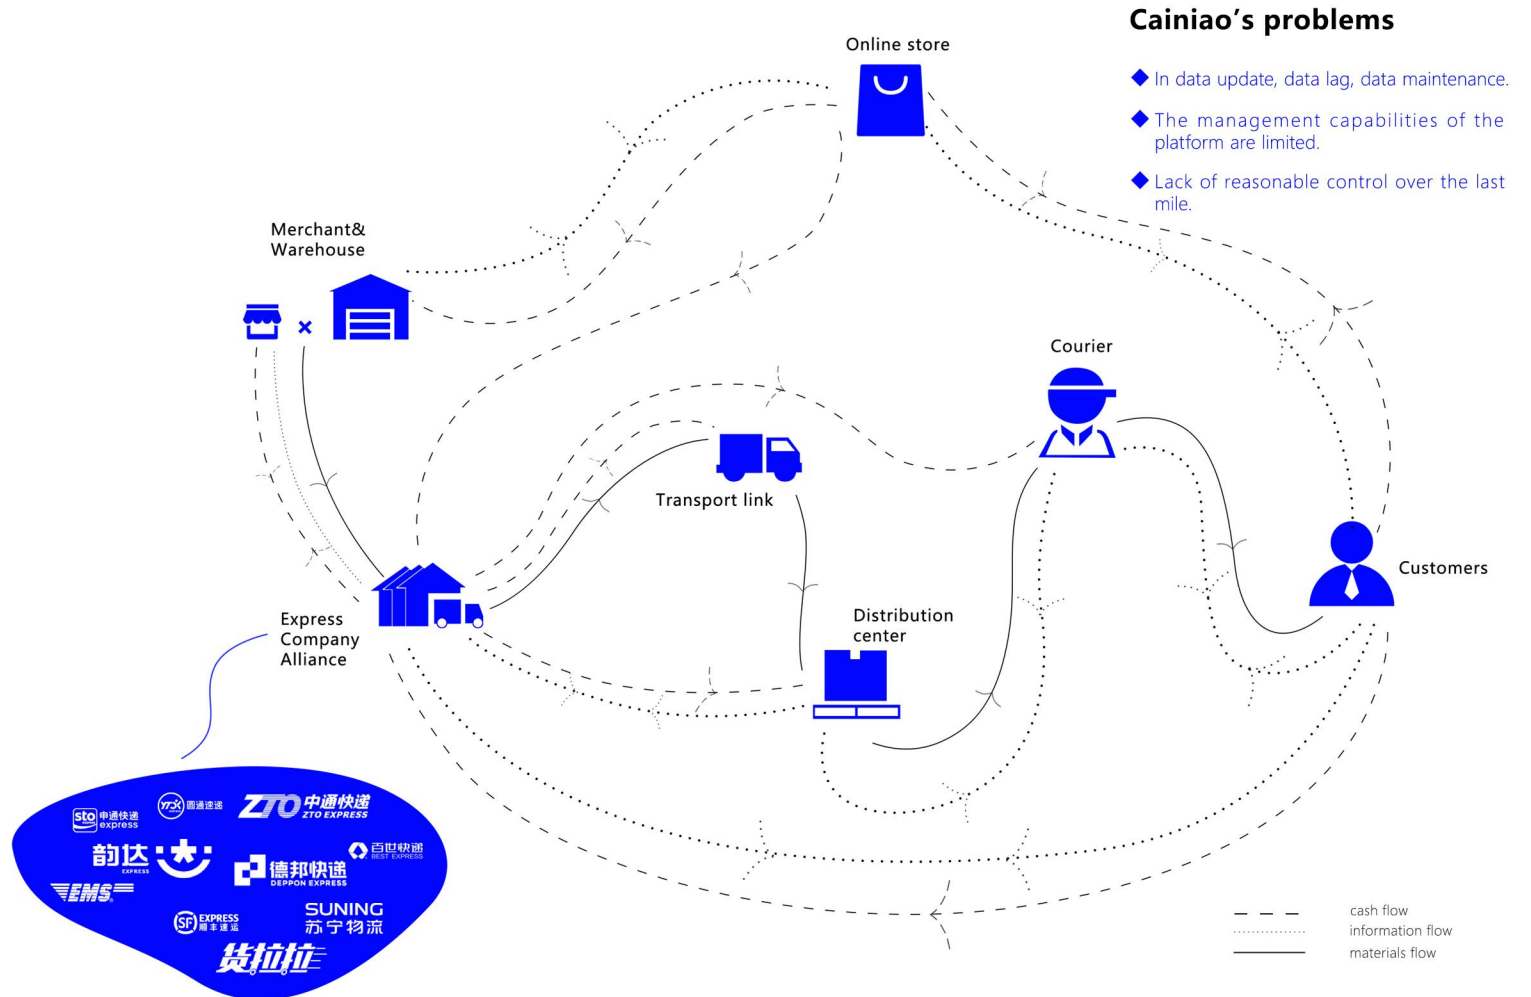 Cainiao’s problems
In data update, data lag, data maintenance.
The management capabilities of the
platform are limited.
Lack of reasonable control over the last
mile.
Online store
Merchant&
Warehouse
Courier
Transport link
Customers
Distribution
center
Express
Company
Alliance
sto
申通快递
express
圆通速递
ZTO 中通快递
ZTO EXPRESS
韵达
EXPRESS
百世快递
BEST EXPRESS
德邦快递
DEPPON EXPRESS
EMS
SF EXPRESS
顺丰速运
SUNING
苏宁物流
货拉拉
cash flow
information flow
materials flow